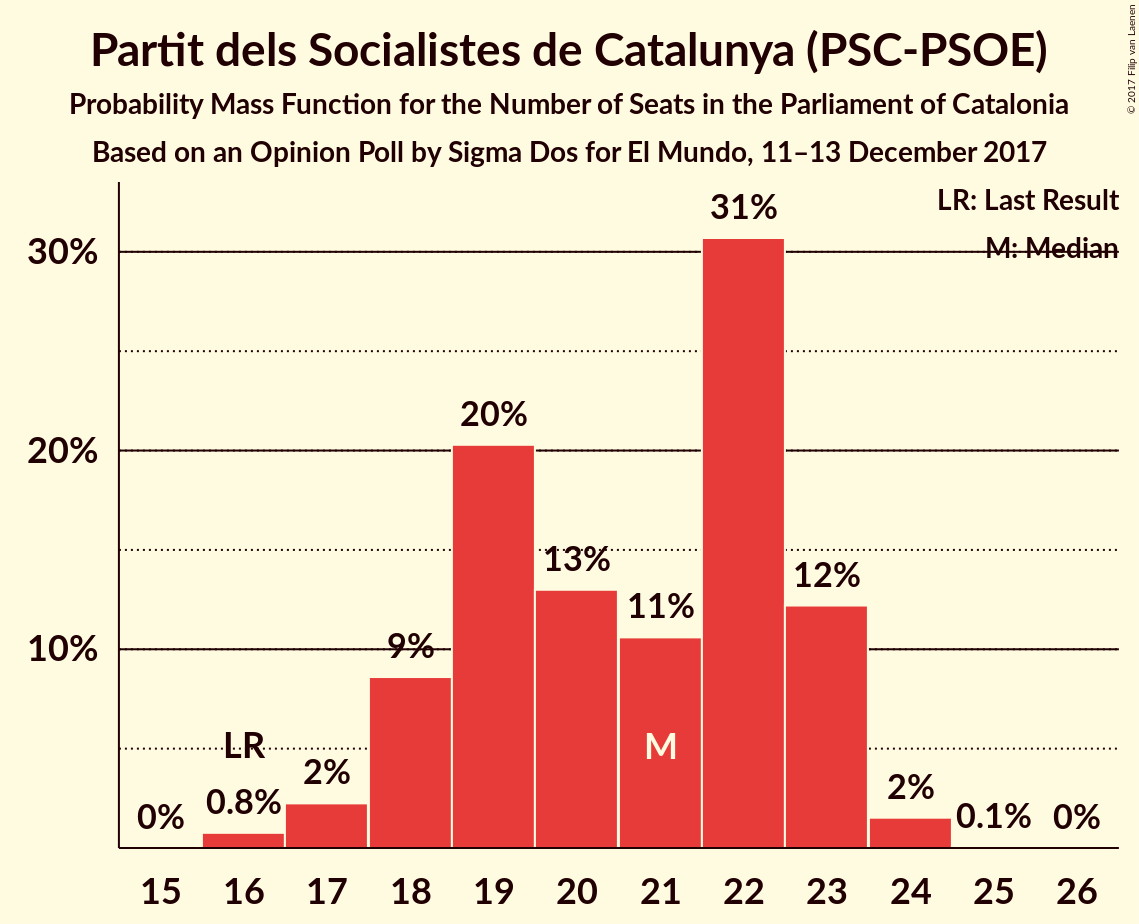 Partit dels Socialistes de Catalunya (PSC-PSOE)
Probability Mass Function for the Number of Seats in the Parliament of Catalonia
Based on an Opinion Poll by Sigma Dos for El Mundo, 11–13 December 2017
© 2017 Filip van Laenen
LR: Last Result
M: Median
31%
30%
20%
20%
13%
12%
11%
10%
9%
LR
M
2%
2%
0.8%
0%
0.1%
0%
15 16 17 18 19 20 21 22 23 24 25 26